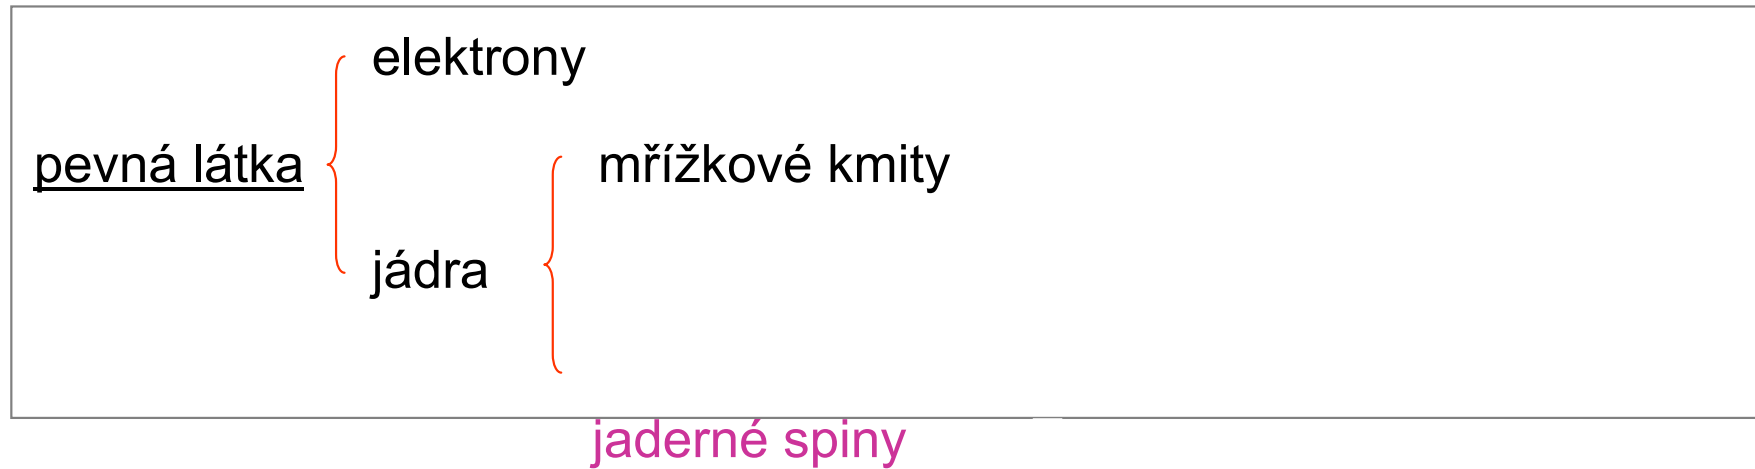 elektrony
pevná látka
mřížkové kmity
jádra
jaderné spiny